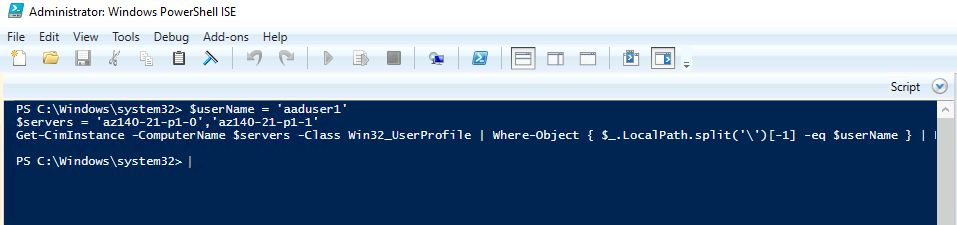 Administrator: Windows PowerShell ISE
File Edit View Tools Debug Add-ons Help
Script
PS C:\Windows\system32> $userName = 'aaduser1'
$servers = 'az140-21-p1-0','az140-21-p1-1'
Get-CimInstance -ComputerName $servers -Class Win32_UserProfile | Where-Object { $_.LocalPath.split('\')[-1] -eq $userName } |
PS C:\Windows\system32>